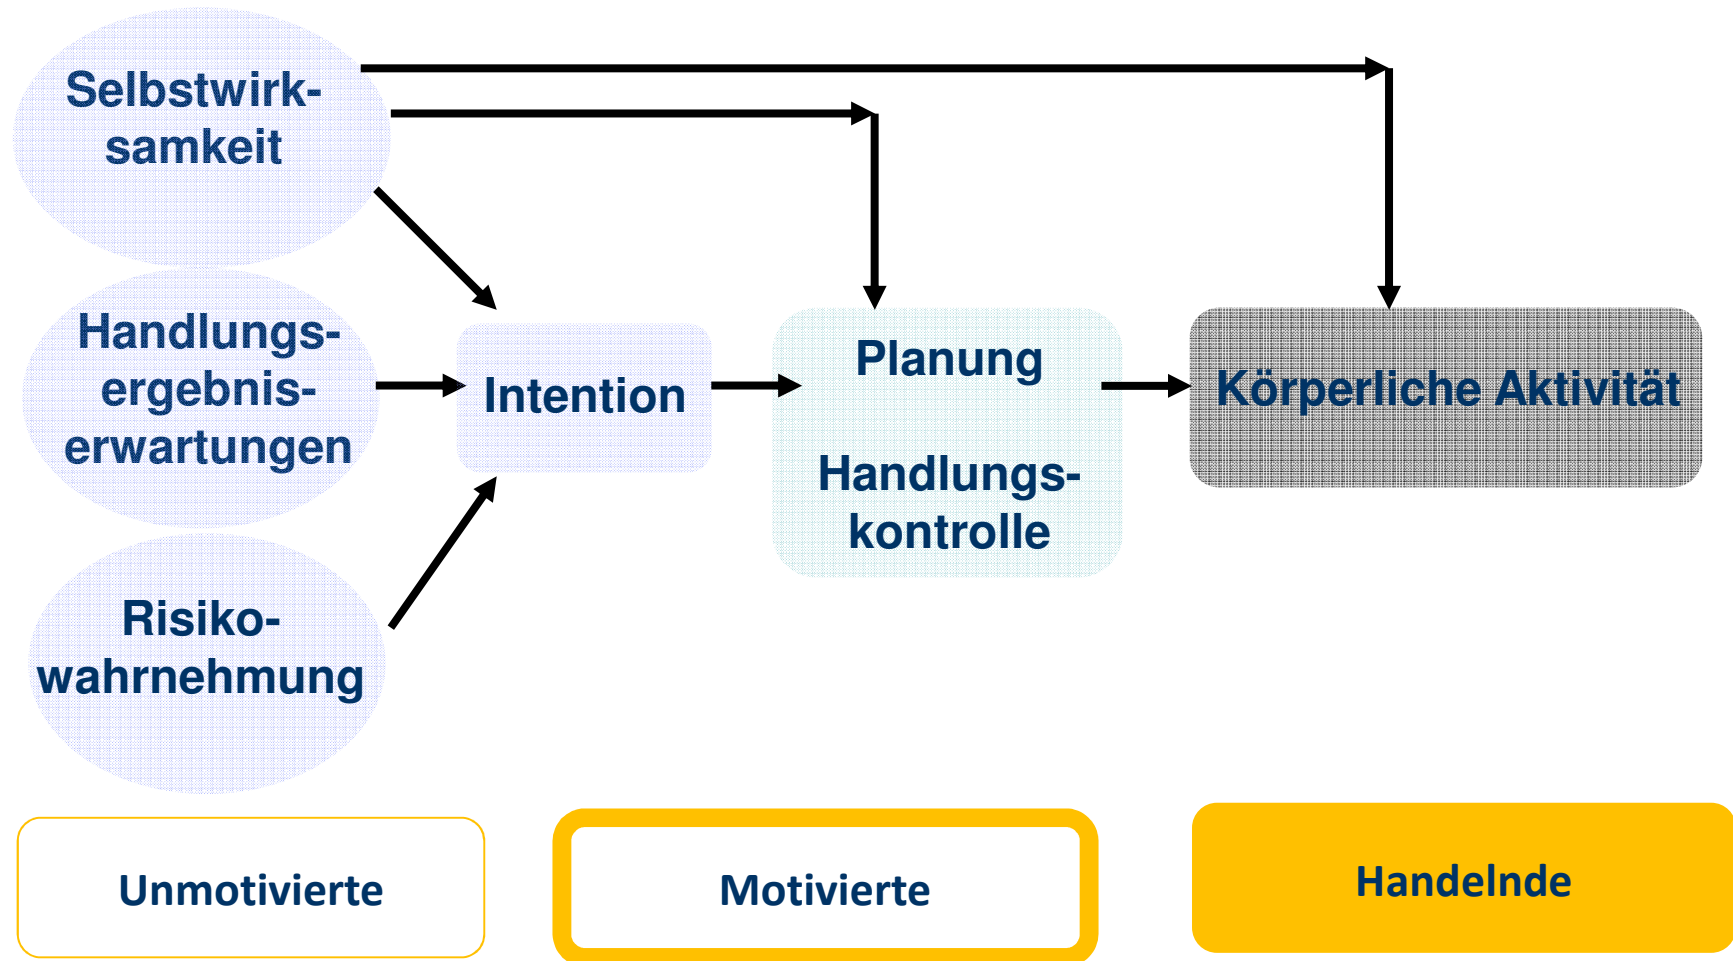 Selbstwirk-
samkeit
Handlungs-
ergebnis-
erwartungen
Risiko-
wahrnehmung
Intention
Planung
Handlungs-
kontrolle
Körperliche Aktivität
Unmotivierte
Motivierte
Handelnde